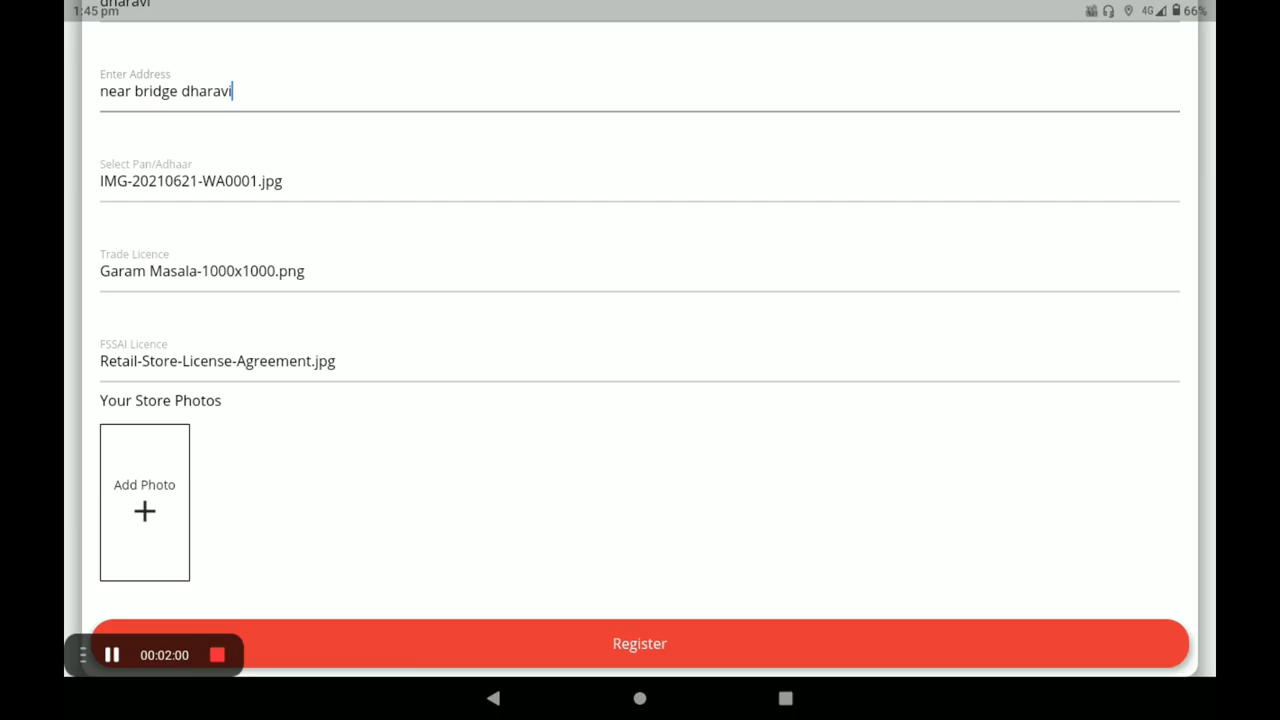 dharavi
1:45 pm
4G 66%
Enter Address
near bridge dharavi
Select Pan/Adhaar
IMG-20210621-WA0001.jpg
Trade Licence
Garam Masala-1000x1000.png
FSSAI Licence
Retail-Store-License-Agreement.jpg
Your Store Photos
Add Photo
Register
00:02:00